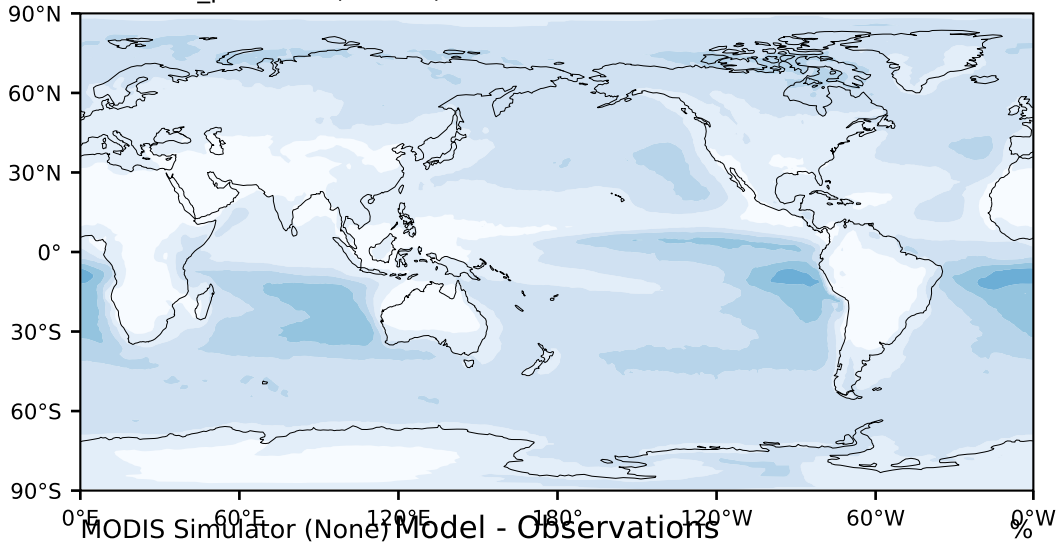 90°N
60°N
30°N
0°
30°S
60°S
90°S
0°E 60°E 120°E 180° 120°W 60°W 0°W
MODIS Simulator (None) Model - Observations %